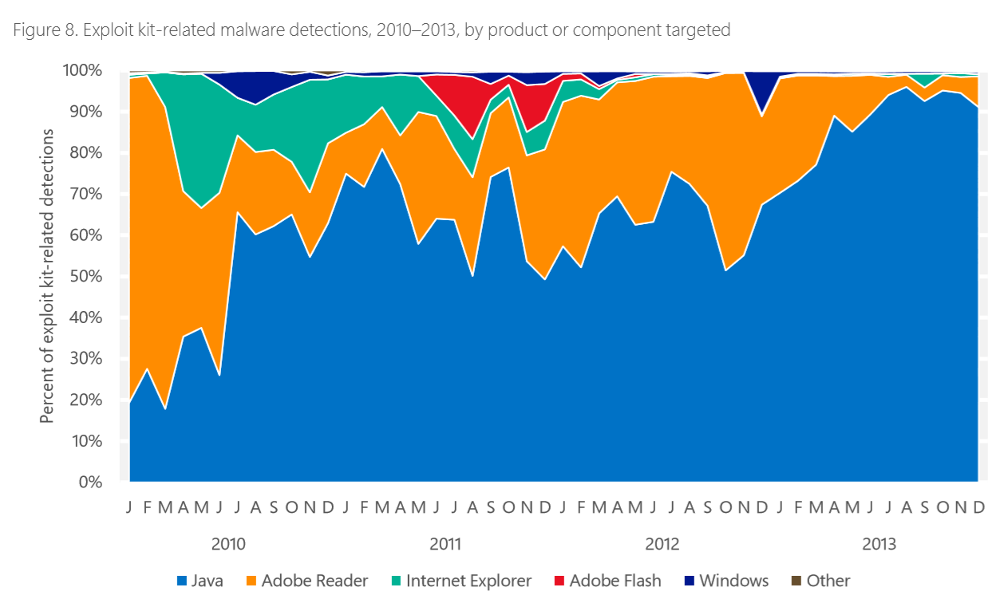 Figure 8. Exploit kit-related malware detections, 2010–2013, by product or component targeted
Percent of exploit kit-related detections
100%
90%
80%
70%
60%
50%
40%
30%
20%
10%
0%
J F M A M J J A S O N D J F M A M J J A S O N D J F M A M J J A S O N D J F M A M J J A S O N D
2010 2011 2012 2013
Java Adobe Reader Internet Explorer Adobe Flash Windows Other